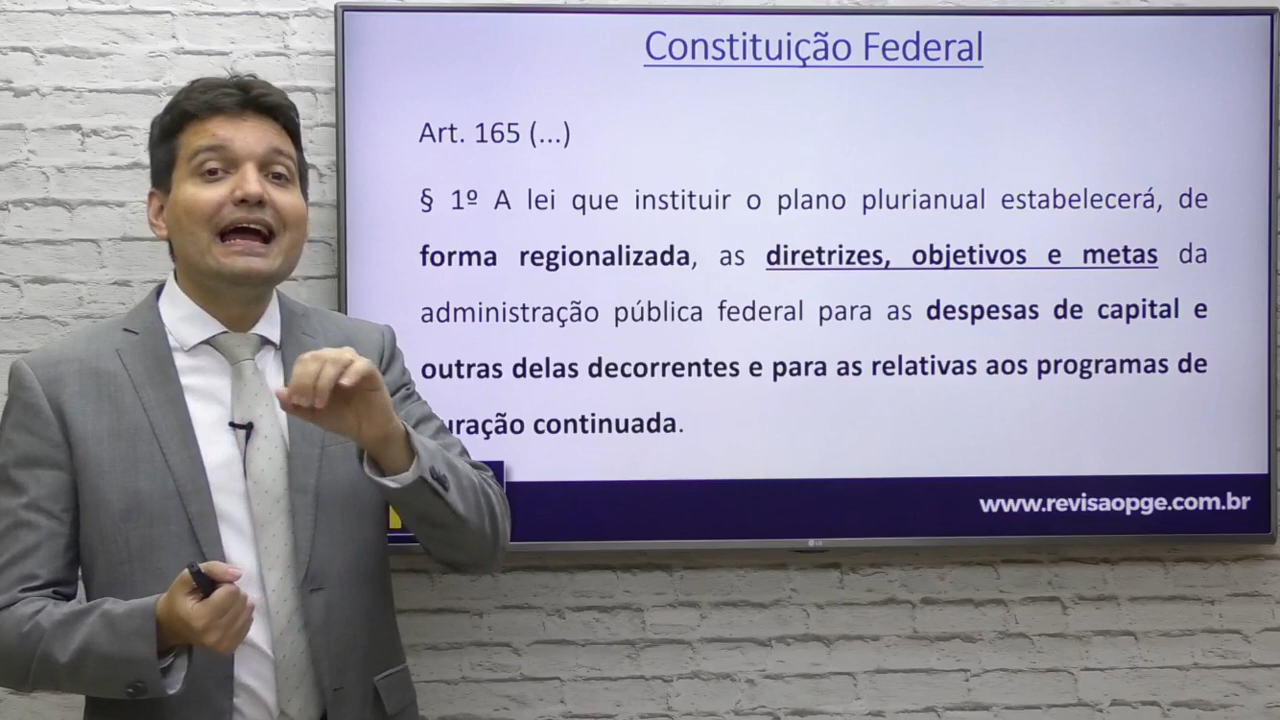 Constituição Federal
Art. 165 (...)
§ 1º A lei que instituir o plano plurianual estabelecerá, de
forma regionalizada, as diretrizes, objetivos e metas da
administração pública federal para as despesas de capital e
outras delas decorrentes e para as relativas aos programas de
continuada.
www.revisaopge.com.br
LG